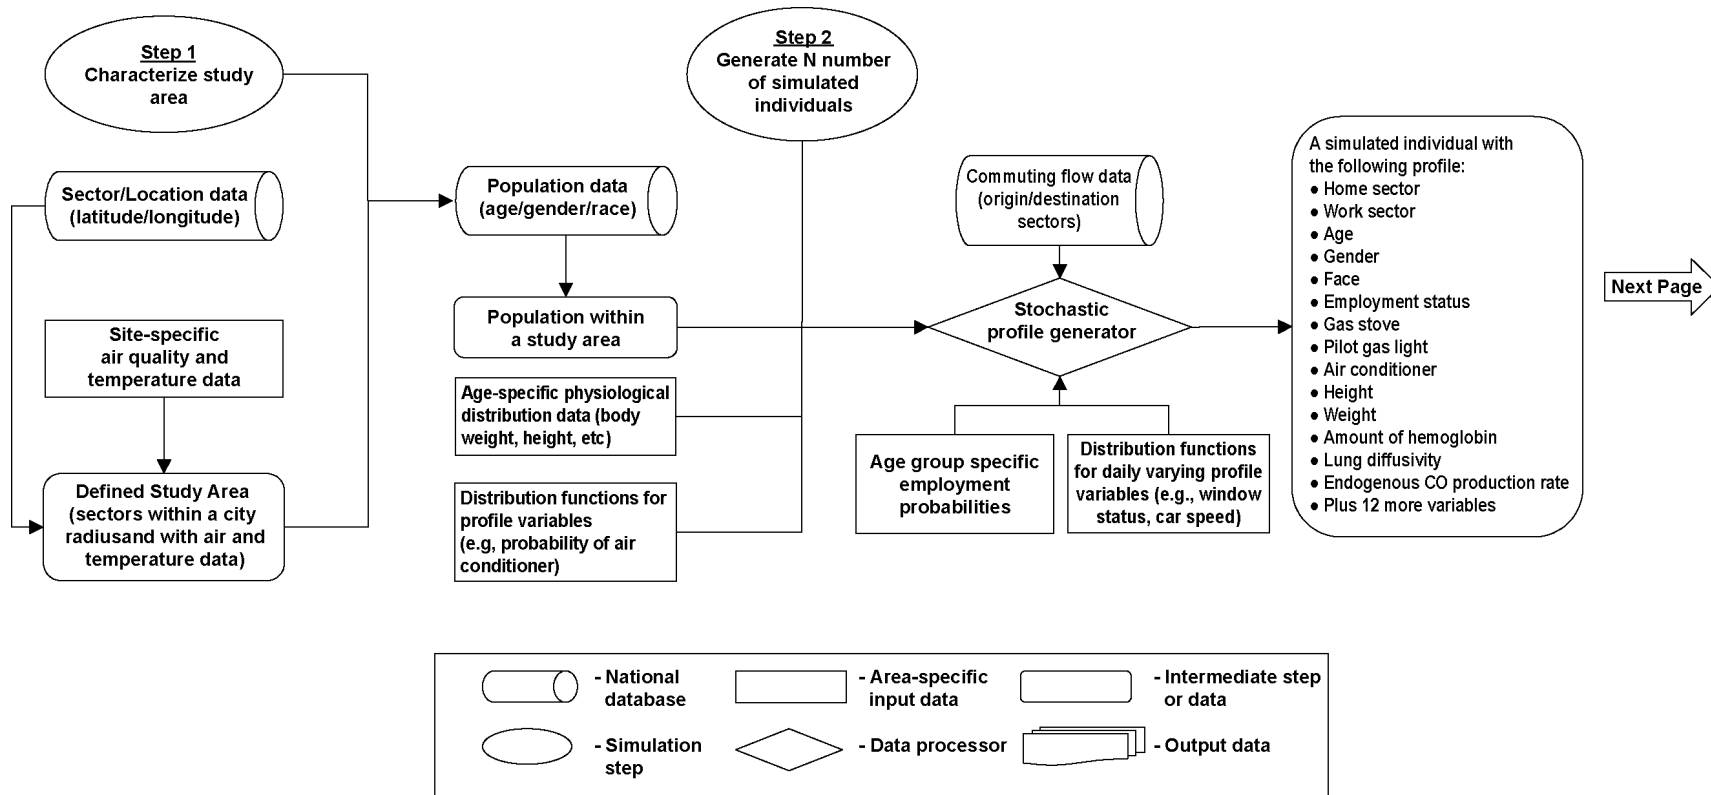 Step 1
Characterize study
area
Sector/Location data
(latitude/longitude)
Site-specific
air quality and
temperature data
Defined Study Area
(sectors within a city
radiusand with air and
temperature data)
Population data
(age/gender/race)
Population within
a study area
Age-specific physiological
distribution data (body
weight, height, etc)
Distribution functions for
profile variables
(e.g, probability of air
conditioner)
Step 2
Generate N number
of simulated
individuals
Commuting flow data
(origin/destination
sectors)
Stochastic
profile generator
Age group specific
employment
probabilities
Distribution functions
for daily varying profile
variables (e.g., window
status, car speed)
A simulated individual with
the following profile:
● Home sector
● Work sector
● Age
● Gender
● Face
● Employment status
● Gas stove
● Pilot gas light
● Air conditioner
● Height
● Weight
● Amount of hemoglobin
● Lung diffusivity
● Endogenous CO production rate
● Plus 12 more variables
Next Page
- National
database
- Area-specific
input data
- Intermediate step
or data
- Simulation
step
- Data processor
- Output data